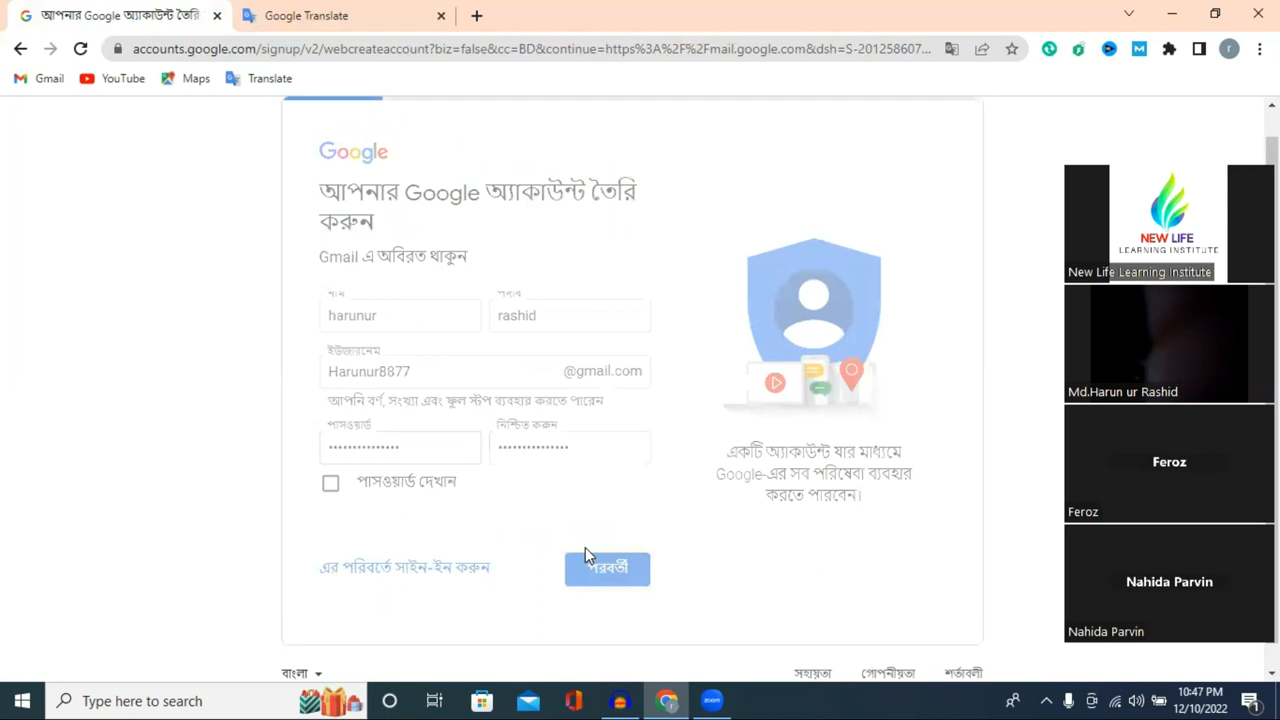 আপনার Google অ্যাকাউন্ট তৈরি
Google Translate
accounts.google.com/signup/v2/webcreateaccount?biz=false&cc=BD&continue=https%3A%2F%2Fmail.google.com&dsh=S-201258607...
r
Gmail
YouTube
Maps
Translate
Google
আপনার Google অ্যাকাউন্ট তৈরি
করুন
Gmail এ অবিরত থাকুন
নাম
পদবি
harunur
rashid
ইউজারনেম
Harunur8877
@gmail.com
আপনি বর্ণ, সংখ্যা এবং ফুল স্টপ ব্যবহার করতে পারেন
পাসওয়ার্ড
নিশ্চিত করুন
পাসওয়ার্ড দেখান
এর পরিবর্তে সাইন-ইন করুন
পরবর্তী
একটি অ্যাকাউন্ট যার মাধ্যমে
Google-এর সব পরিষেবা ব্যবহার
করতে পারবেন।
বাংলা
সহায়তা
গোপনীয়তা
শর্তাবলী
NEW LIFE
LEARNING INSTITUTE
New Life Learning Institute
Md.Harun ur Rashid
Feroz
Feroz
Nahida Parvin
Nahida Parvin
Type here to search
zoom
10:47 PM
12/10/2022
1